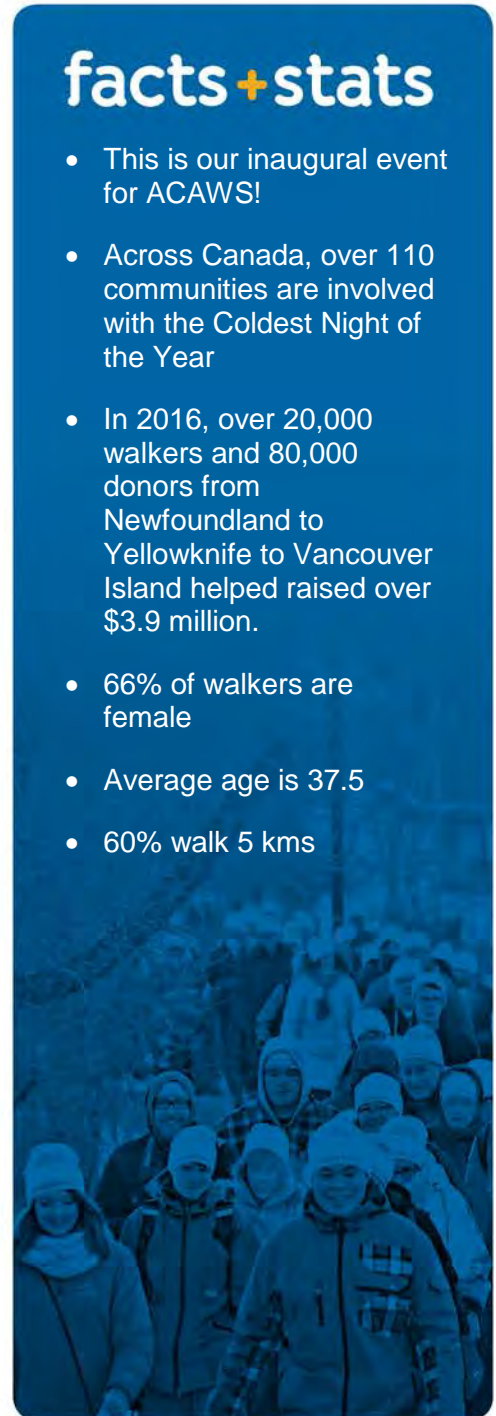 facts+stats
• This is our inaugural event
for ACAWS!
• Across Canada, over 110
communities are involved
with the Coldest Night of
the Year
• In 2016, over 20,000
walkers and 80,000
donors from
Newfoundland to
Yellowknife to Vancouver
Island helped raised over
$3.9 million.
• 66% of walkers are
female
• Average age is 37.5
• 60% walk 5 kms